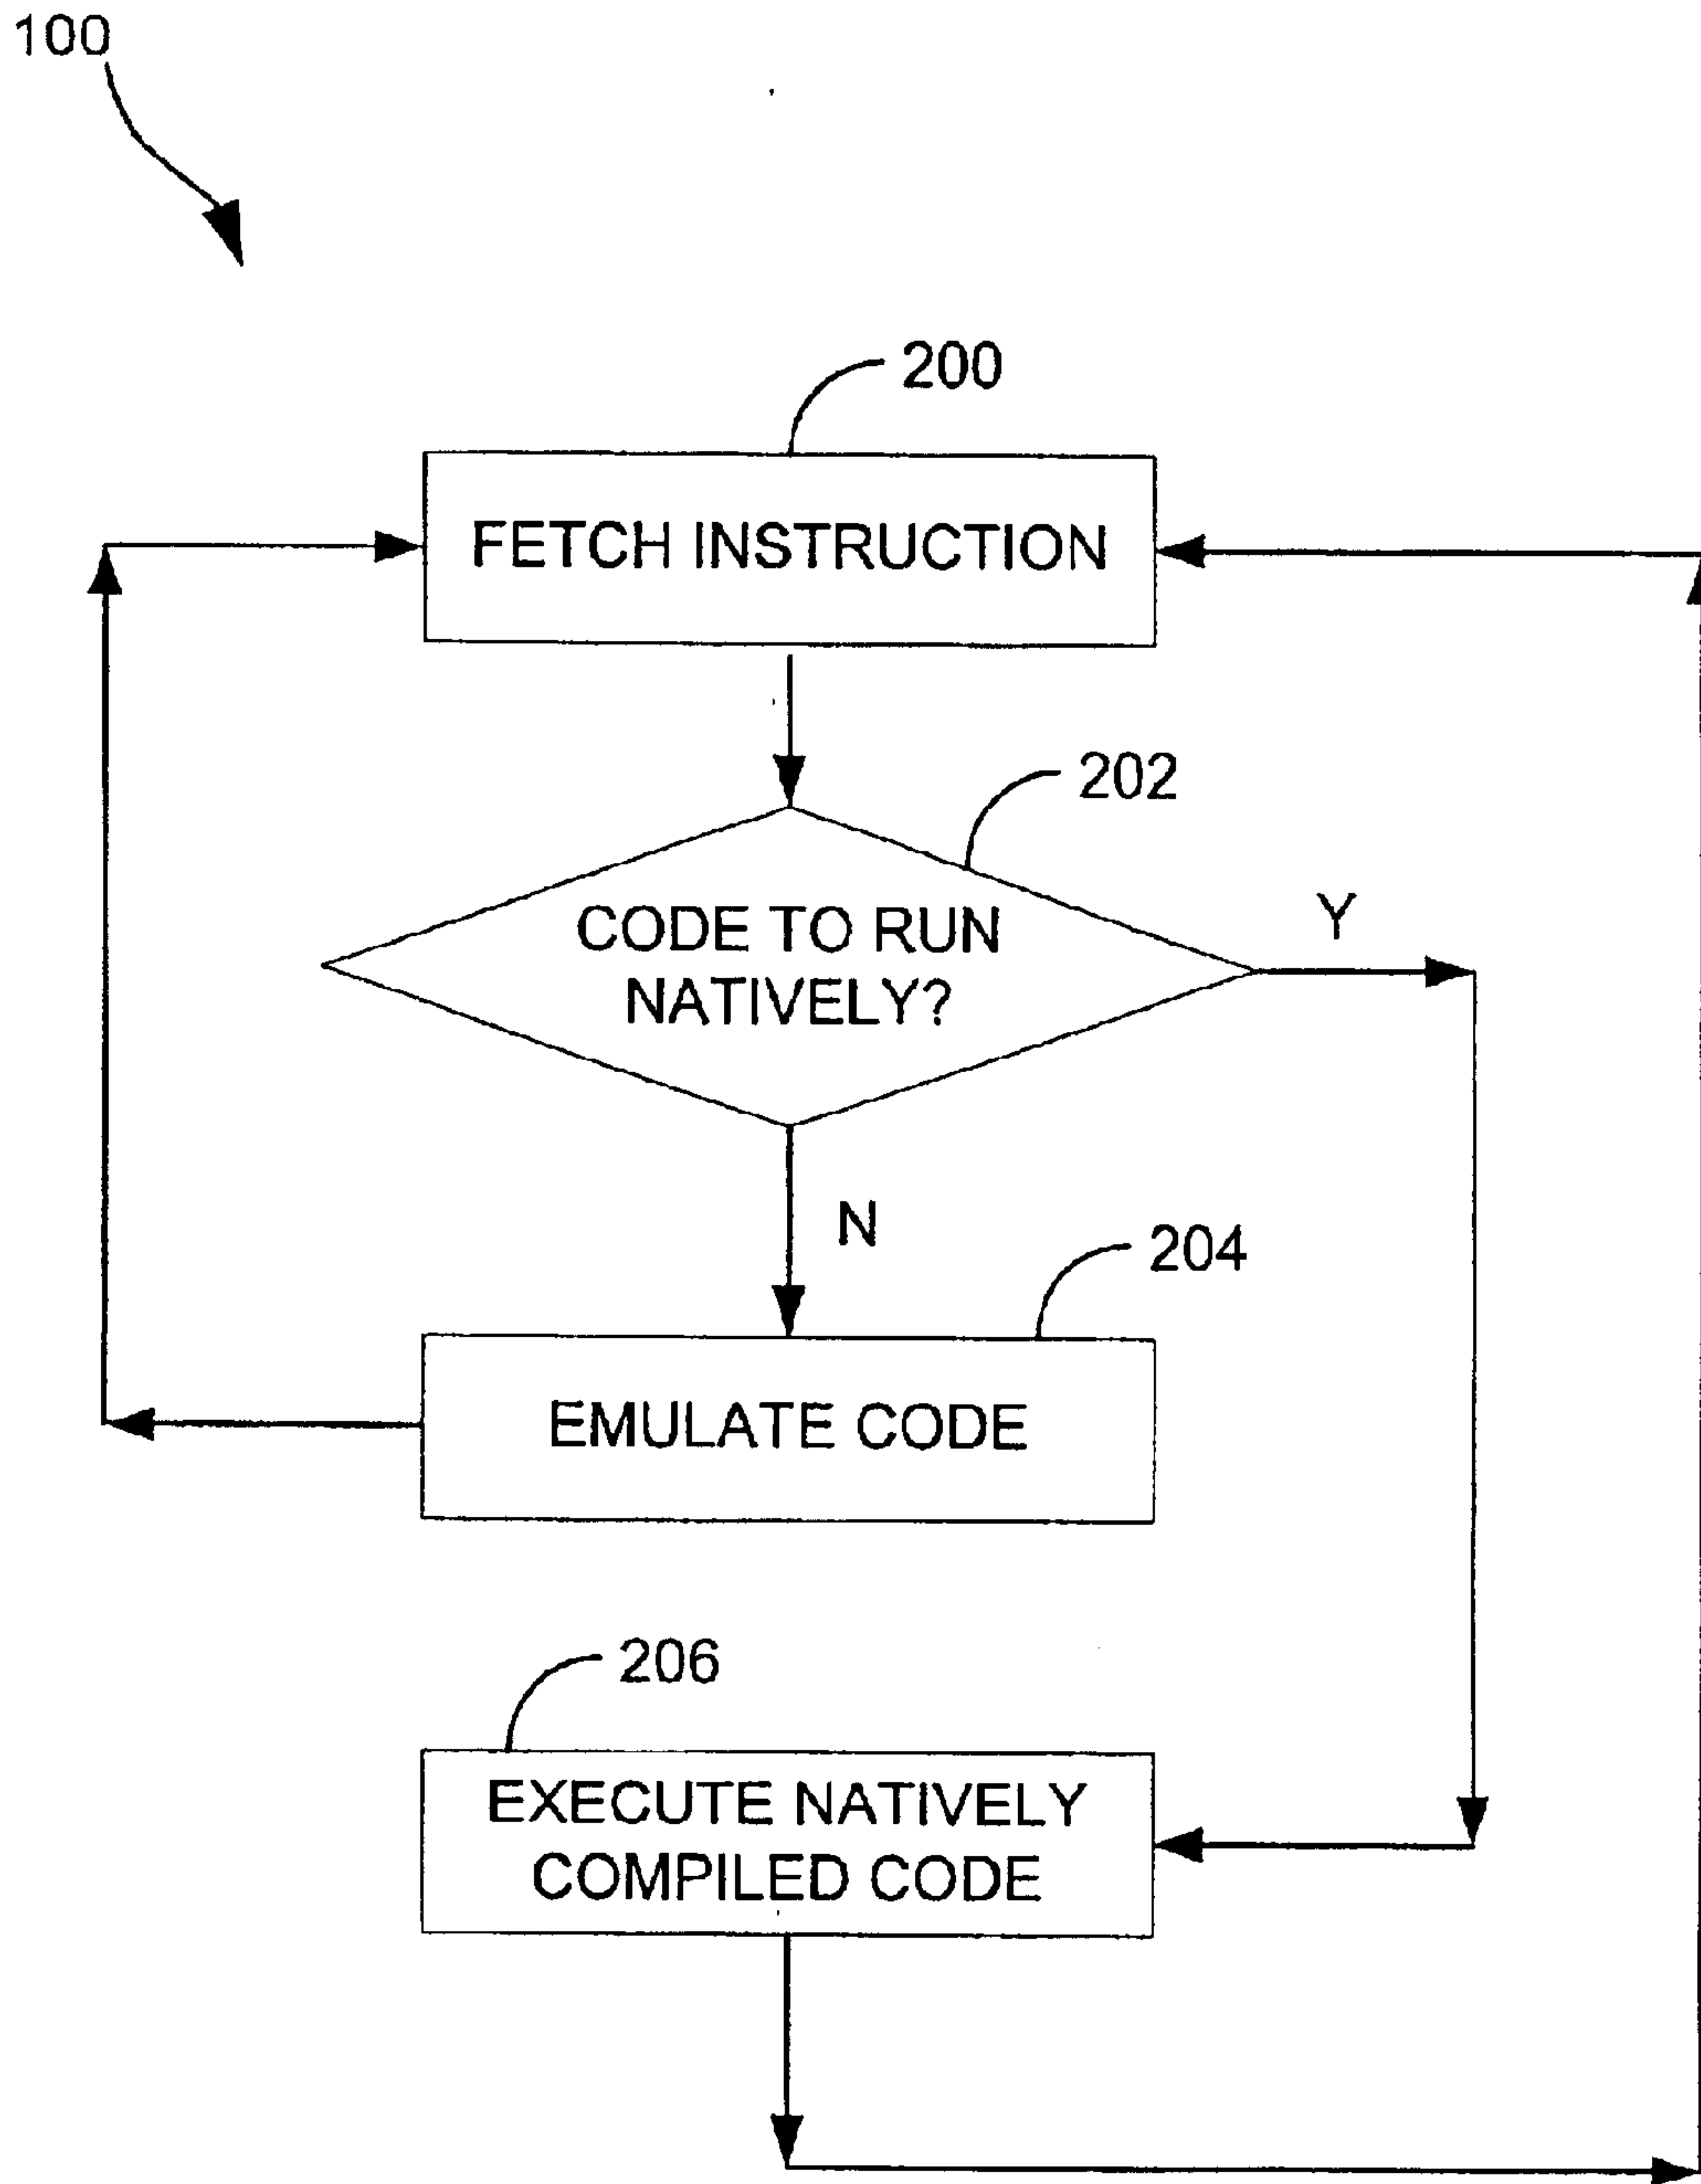 100
200
FETCH INSTRUCTION
202
CODE TO RUN
NATIVELY?
Y
N
204
EMULATE CODE
206
EXECUTE NATIVELY
COMPILED CODE